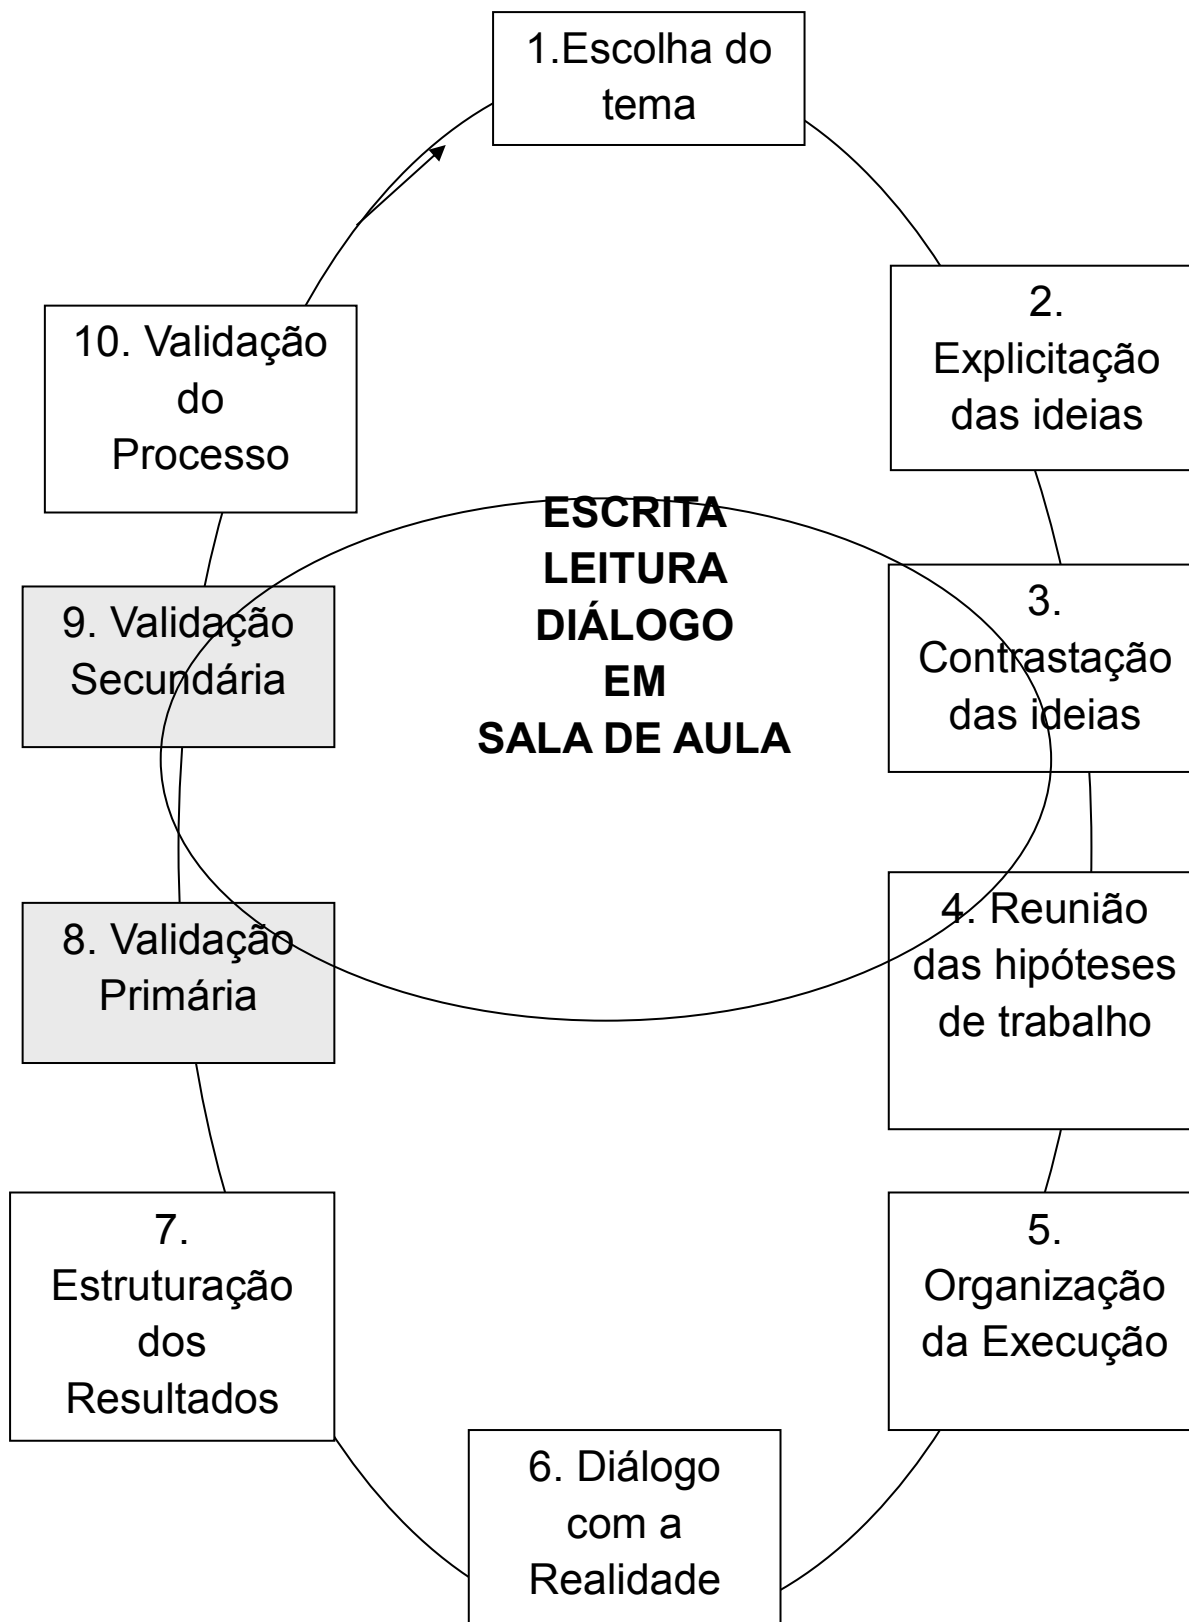 1.Escolha do
tema
2.
Explicitação
das ideias
3.
Contrastação
das ideias
4. Reunião
das hipóteses
de trabalho
5.
Organização
da Execução
6. Diálogo
com a
Realidade
7.
Estruturação
dos
Resultados
8. Validação
Primária
9. Validação
Secundária
10. Validação
do
Processo
ESCRITA
LEITURA
DIÁLOGO
EM
SALA DE AULA